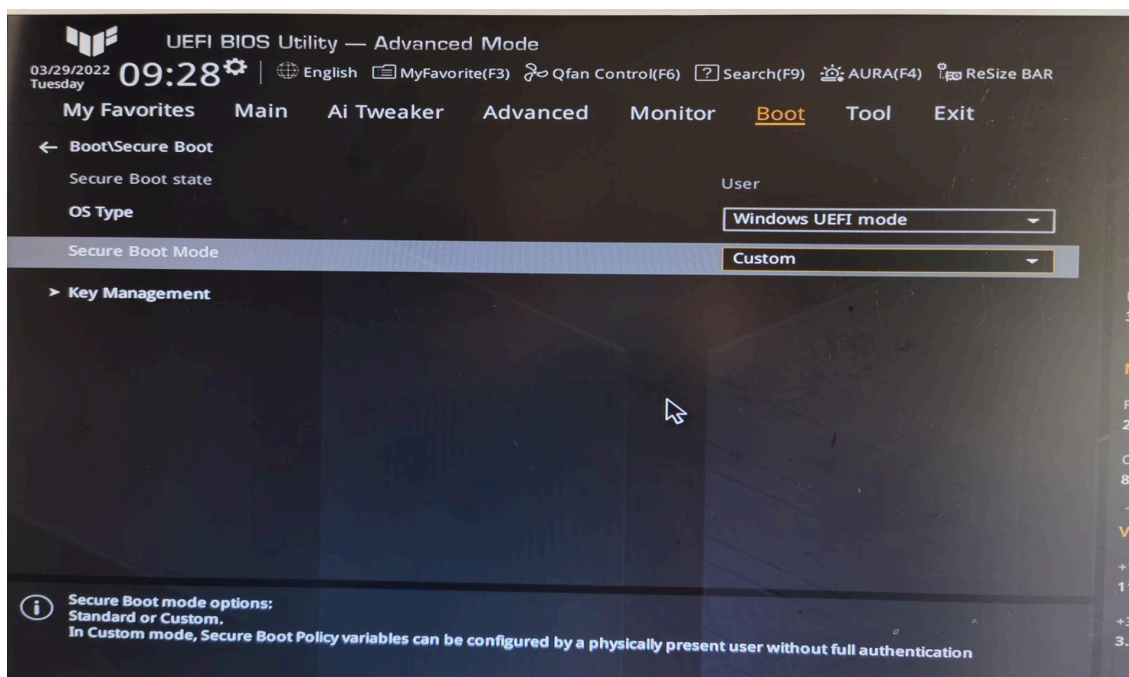 UEFI BIOS Utility — Advanced Mode
03/29/2022 09:28
Tuesday
English MyFavorite(F3) Qfan Control(F6) ? Search(F9) AURA(F4) ReSize BAR
My Favorites Main Ai Tweaker Advanced Monitor Boot Tool Exit
← Boot\Secure Boot
Secure Boot state User
OS Type Windows UEFI mode
Secure Boot Mode Custom
> Key Management
Secure Boot mode options:
Standard or Custom.
In Custom mode, Secure Boot Policy variables can be configured by a physically present user without full authentication